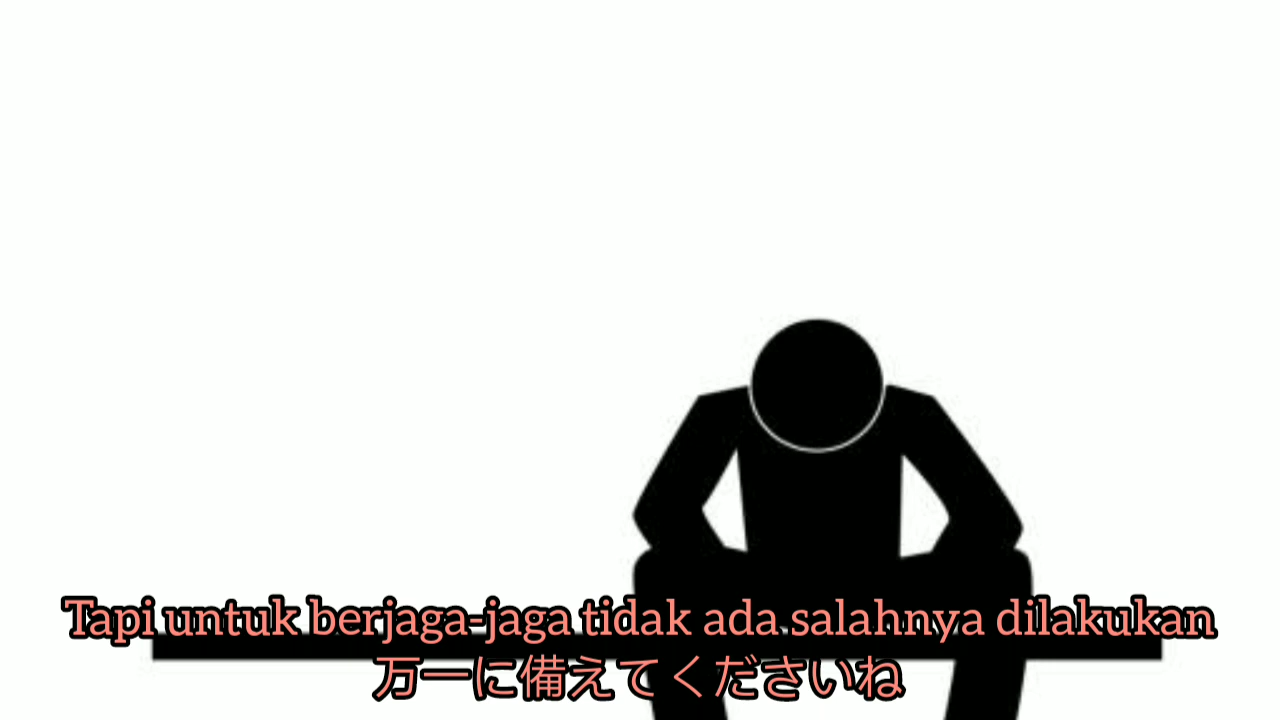 Tapi untuk berjaga-jaga tidak ada salahnya dilakukan
万一に備えてくださいね